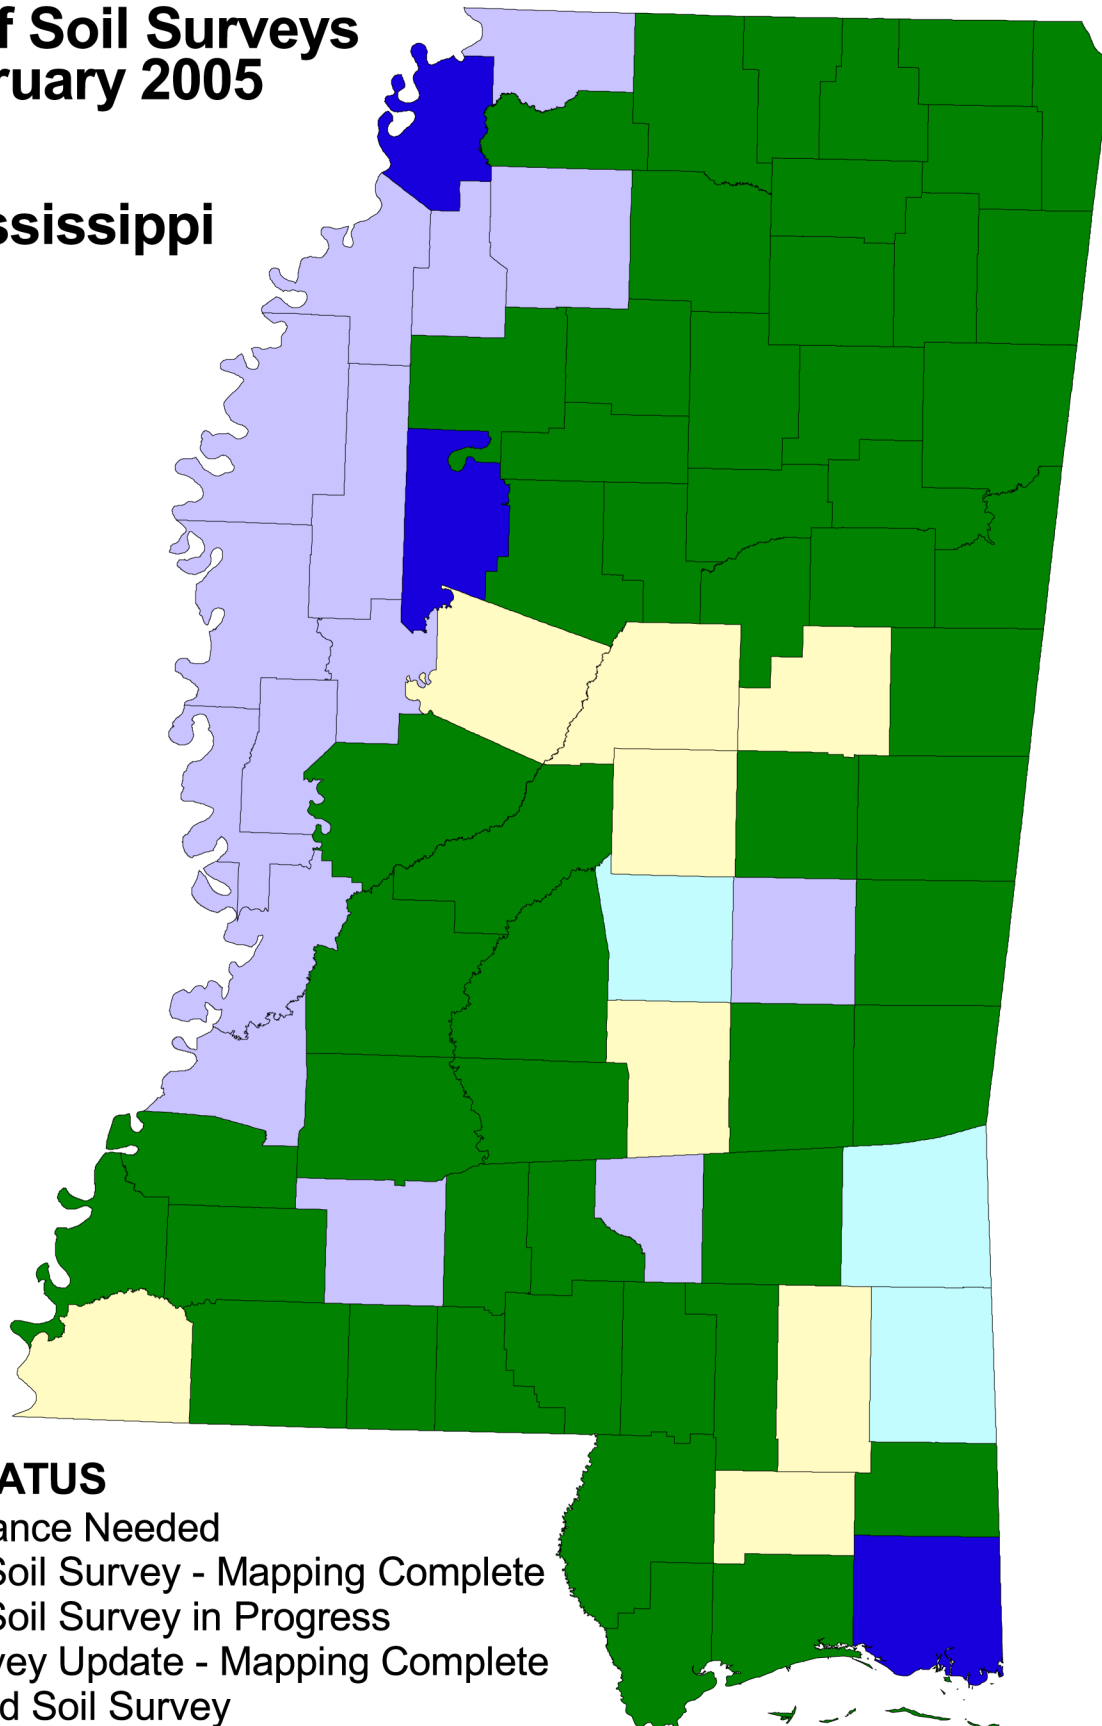 f Soil Surveys
ruary 2005
ssissippi
ATUS
ance Needed
Soil Survey - Mapping Complete
Soil Survey in Progress
vey Update - Mapping Complete
d Soil Survey